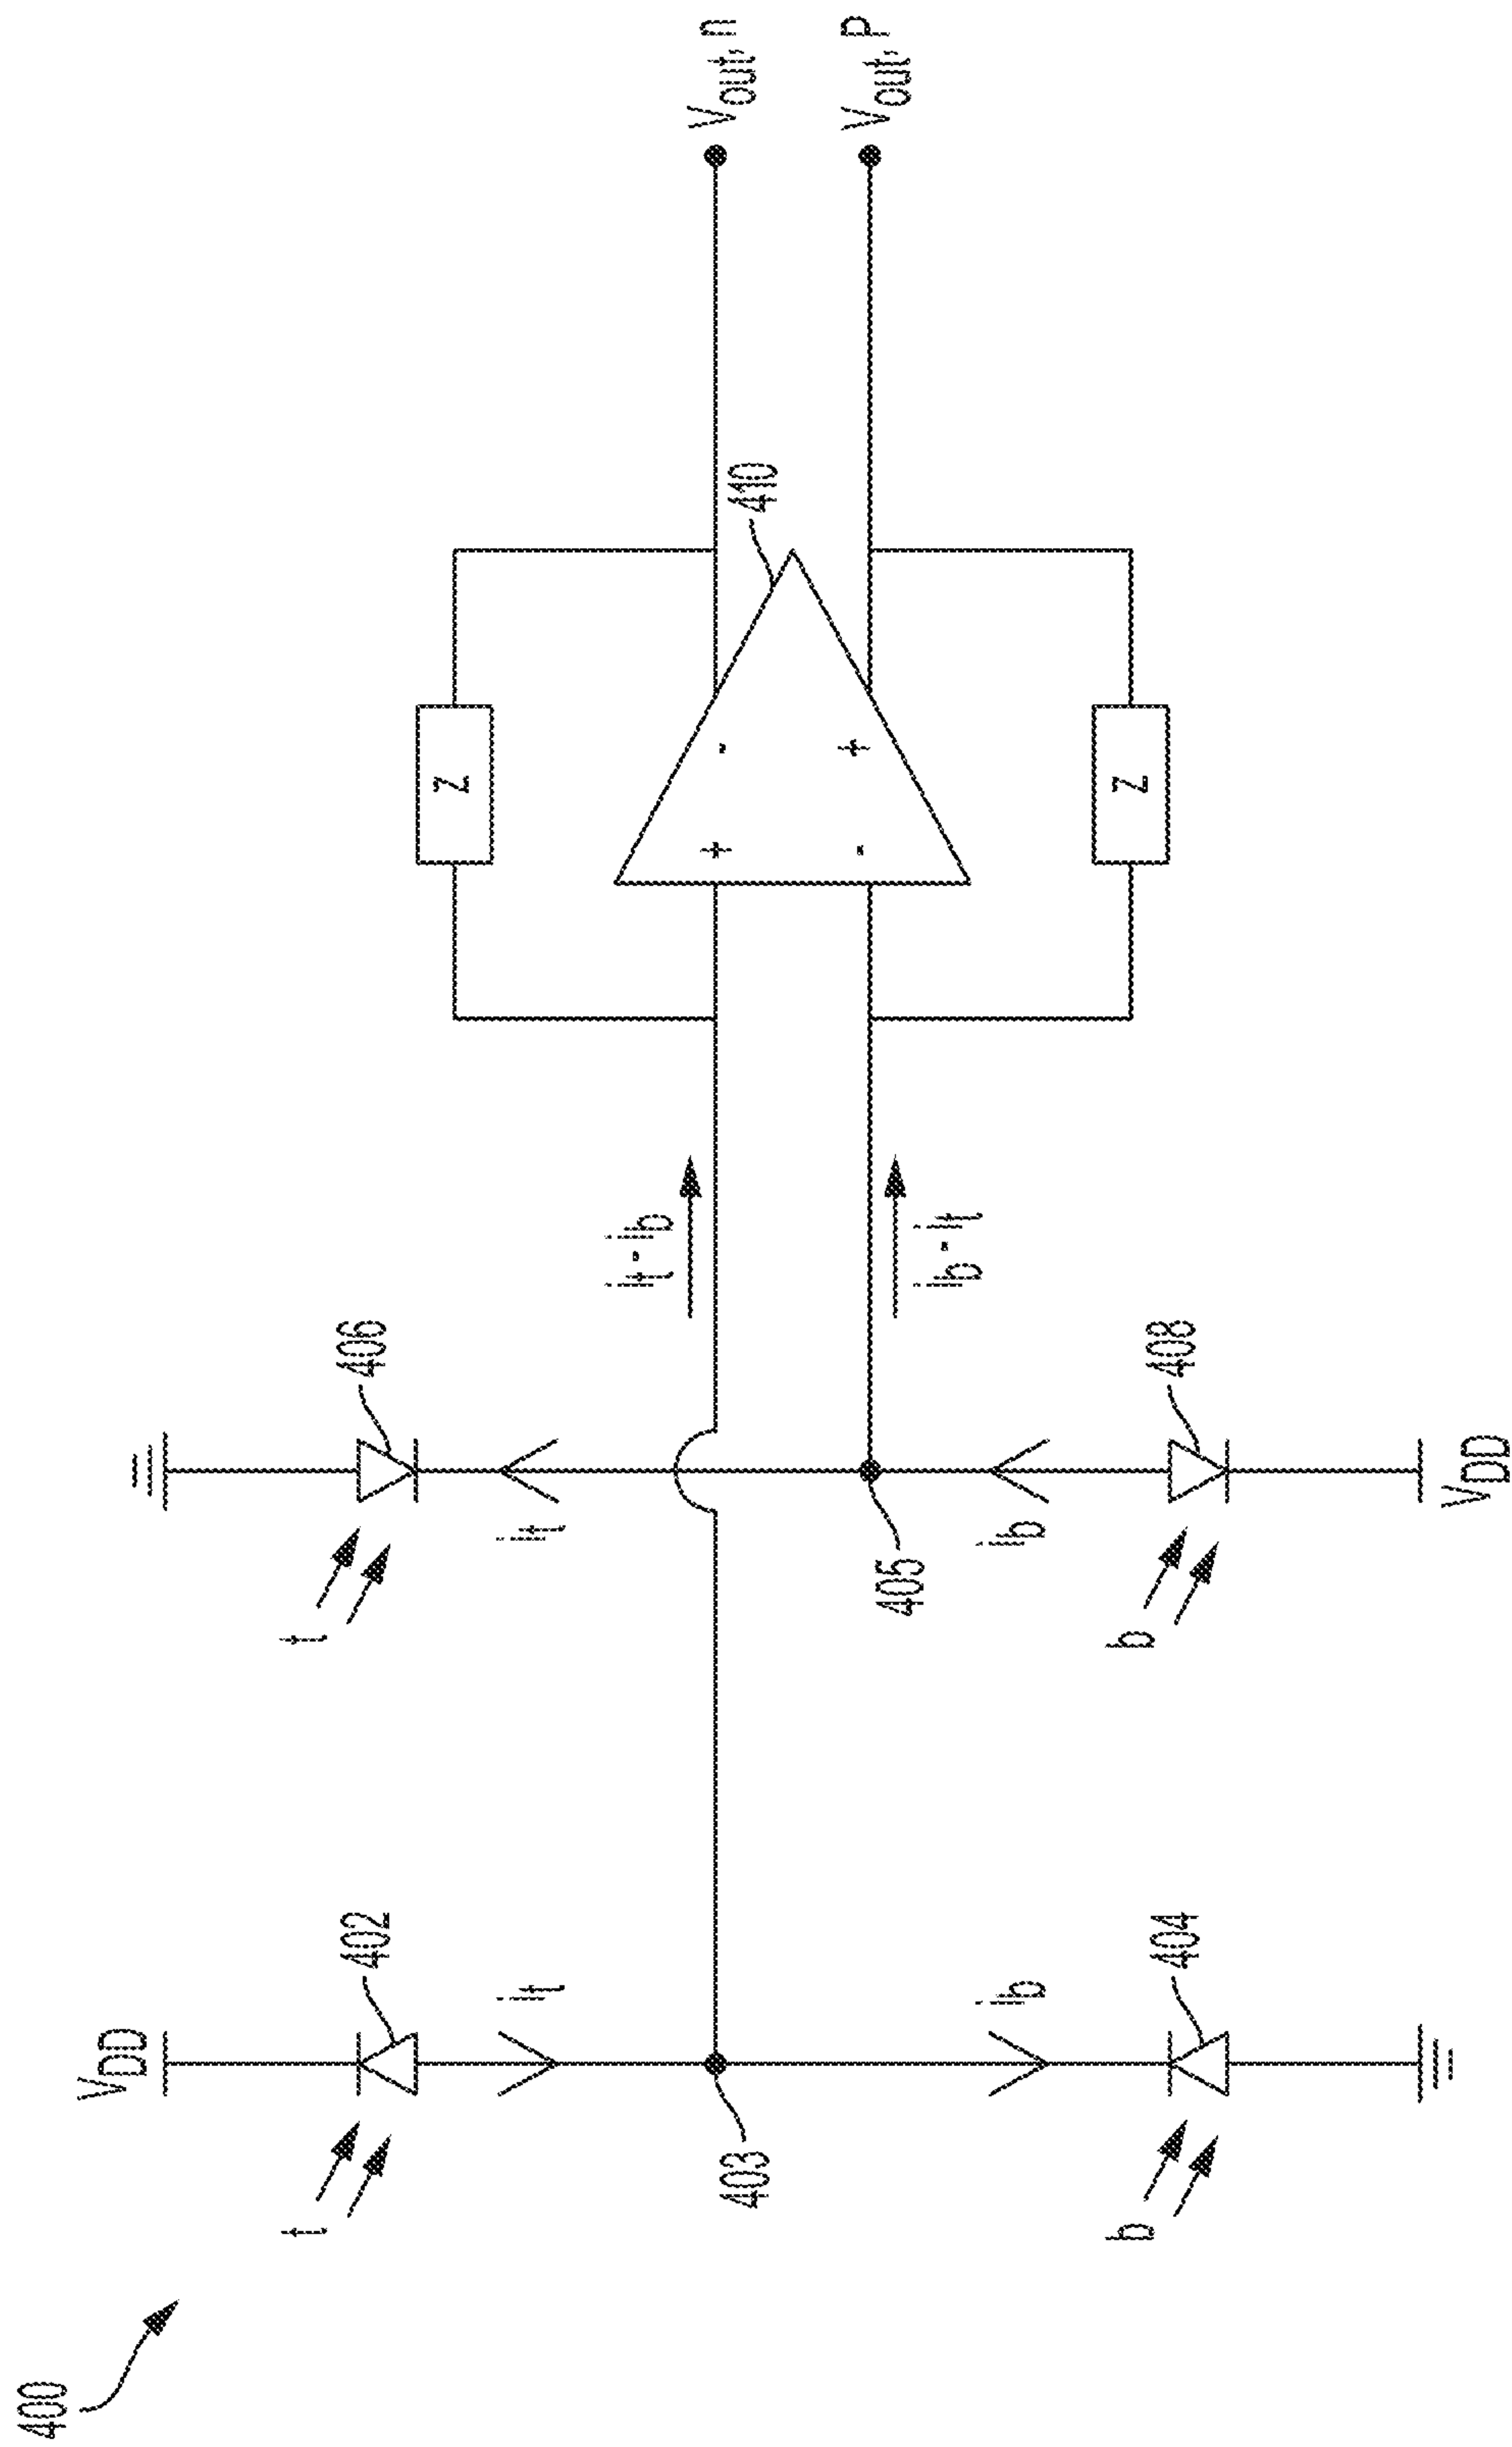 400
V_DD
V_out, n
V_out, p
t
402
i_t
403
b
404
i_b
t
406
i_t
405
b
408
i_b
V_DD
i_t - i_b
i_b - i_t
Z
Z
+
-
-
+
410